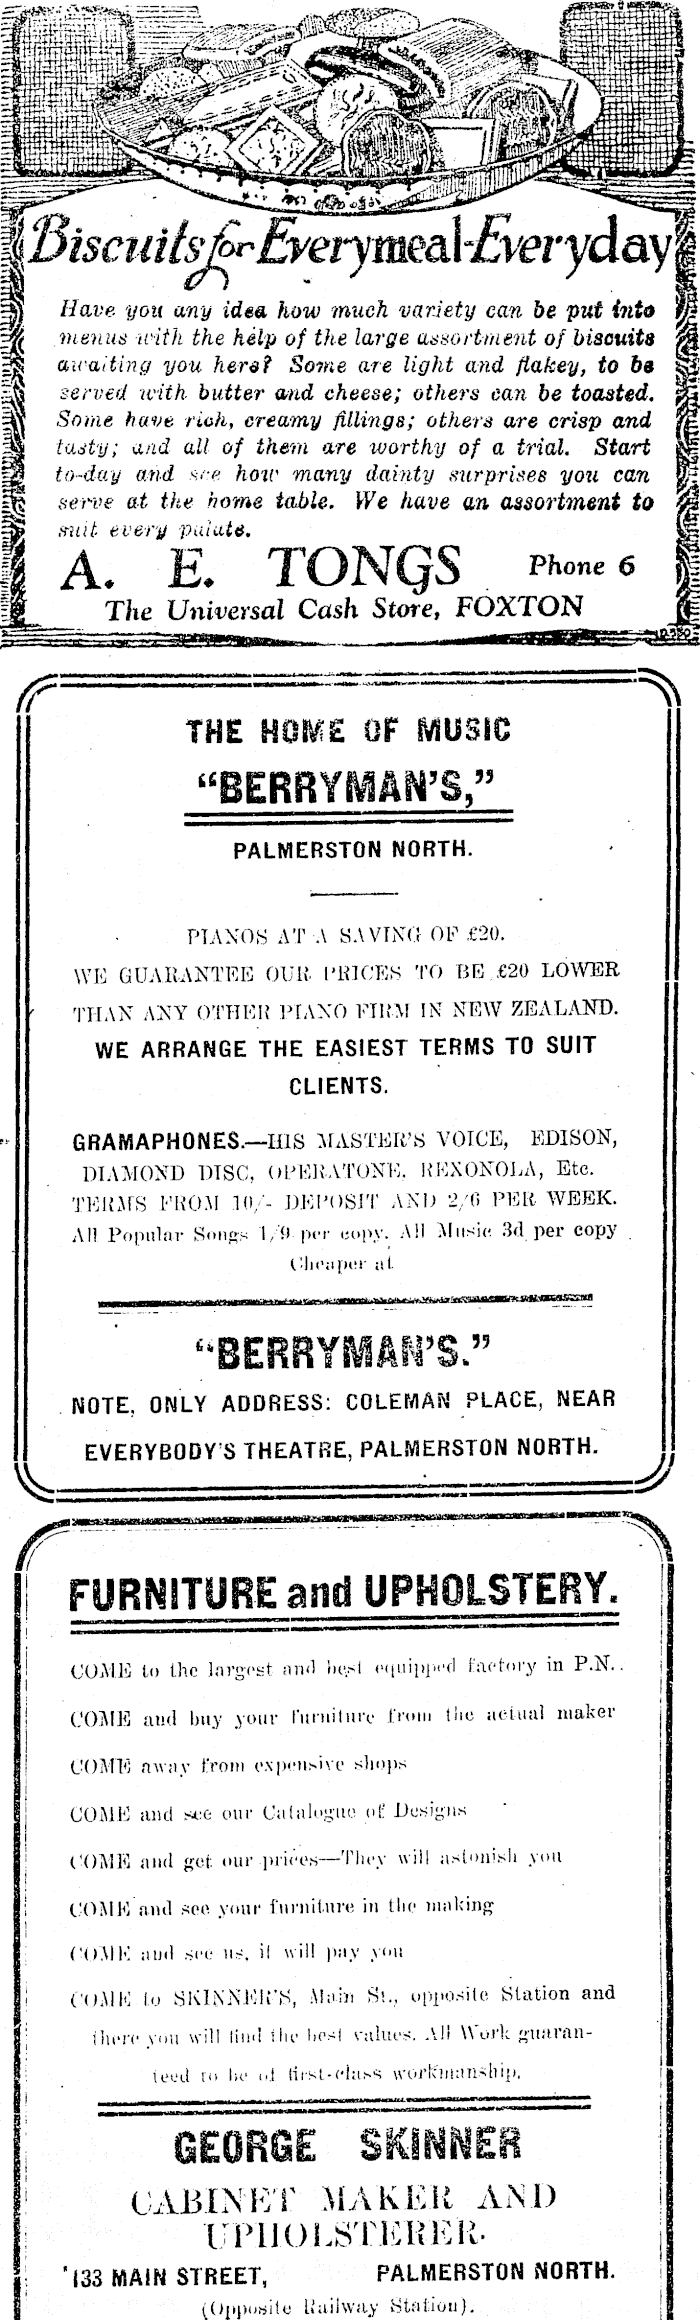 Biscuits for Everymeal-Everyday
Have you any idea how much variety can be put into
menus with the help of the large assortment of biscuits
awaiting you here? Some are light and flakey, to be
served with butter and cheese; others can be toasted.
Some have rich, creamy fillings; others are crisp and
tasty; and all of them are worthy of a trial. Start
to-day and see how many dainty surprises you can
serve at the home table. We have an assortment to
suit every palate.
A. E. TONGS Phone 6
The Universal Cash Store, FOXTON
THE HOME OF MUSIC
“BERRYMAN'S,”
PALMERSTON NORTH.
PIANOS AT A SAVING OF £20.
WE GUARANTEE OUR PRICES TO BE £20 LOWER
THAN ANY OTHER PIANO FIRM IN NEW ZEALAND.
WE ARRANGE THE EASIEST TERMS TO SUIT
CLIENTS.
GRAMAPHONES.—HIS MASTER'S VOICE, EDISON,
DIAMOND DISC, OPERATONE, REXONOLA, Etc.
TERMS FROM 10/- DEPOSIT AND 2/6 PER WEEK.
All Popular Songs 1/9 per copy. All Music 3d per copy
Cheaper at
“BERRYMAN'S.”
NOTE, ONLY ADDRESS: COLEMAN PLACE, NEAR
EVERYBODY'S THEATRE, PALMERSTON NORTH.
FURNITURE and UPHOLSTERY.
COME to the largest and best equipped factory in P.N..
COME and buy your furniture from the actual maker
COME away from expensive shops
COME and see our Catalogue of Designs
COME and get our prices—They will astonish you
COME and see your furniture in the making
COME and see us, it will pay you
COME to SKINNER'S, Main St., opposite Station and
there you will find the best values. All Work guaran-
teed to be of first-class workmanship.
GEORGE SKINNER
CABINET MAKER AND
UPHOLSTERER.
133 MAIN STREET, PALMERSTON NORTH.
(Opposite Railway Station).